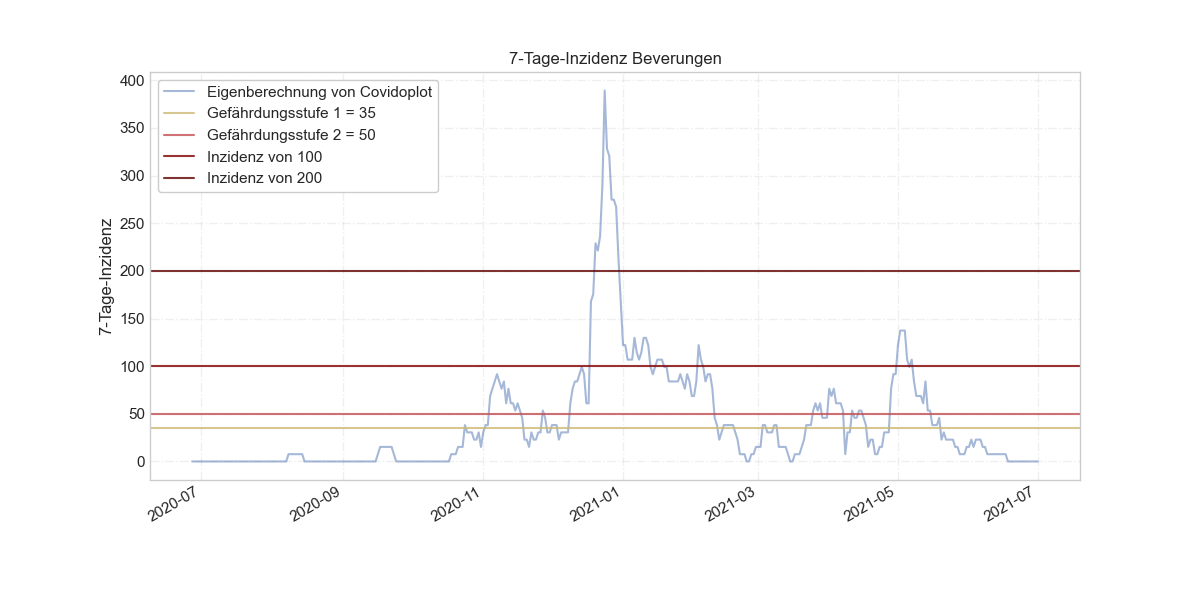 7-Tage-Inzidenz Beverungen
Eigenberechnung von Covidoplot
Gefährdungsstufe 1 = 35
Gefährdungsstufe 2 = 50
Inzidenz von 100
Inzidenz von 200
7-Tage-Inzidenz
400
350
300
250
200
150
100
50
0
2020-07
2020-09
2020-11
2021-01
2021-03
2021-05
2021-07